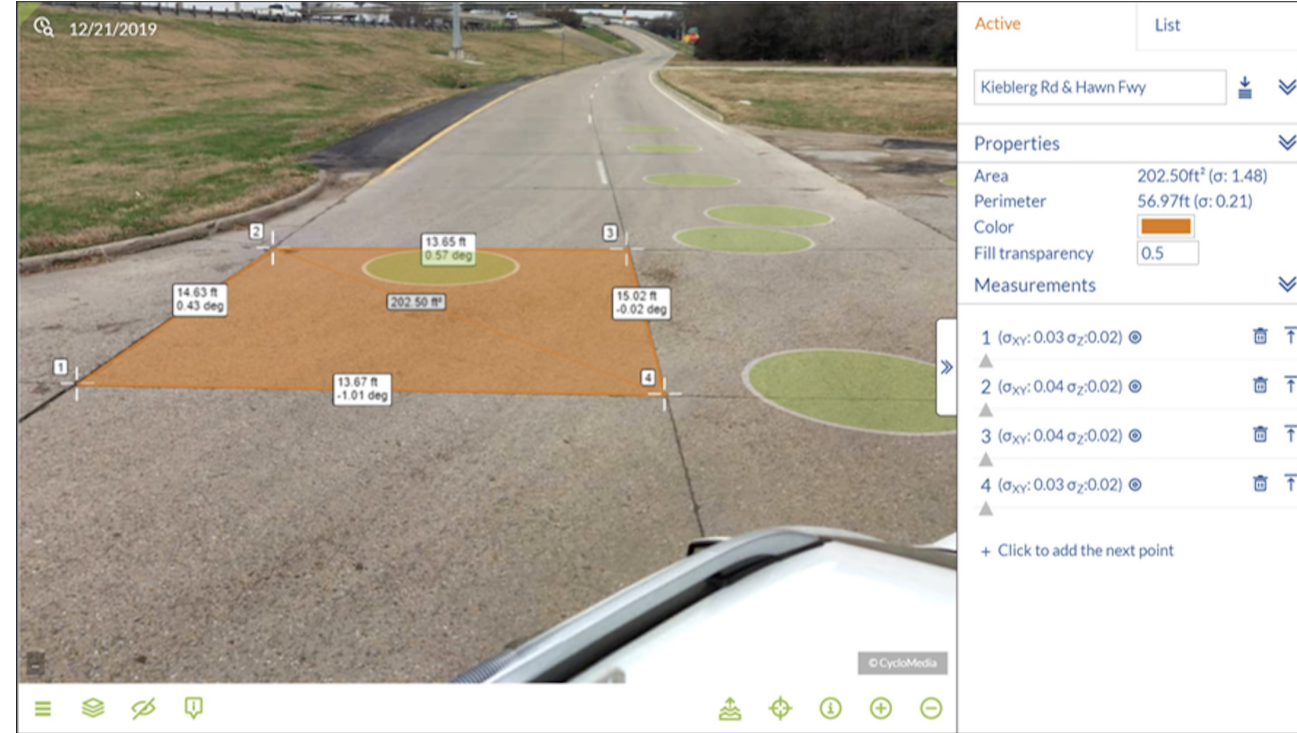 12/21/2019
2
3
13.65 ft
0.57 deg
14.63 ft
0.43 deg
202.50 ft²
15.02 ft
-0.02 deg
1
4
13.67 ft
-1.01 deg
© CycloMedia
Active
List
Kieblerg Rd & Hawn Fwy
Properties
Area 202.50ft² (σ: 1.48)
Perimeter 56.97ft (σ: 0.21)
Color
Fill transparency 0.5
Measurements
1 (σXY: 0.03 σZ:0.02)
2 (σXY: 0.04 σZ:0.02)
3 (σXY: 0.04 σZ:0.02)
4 (σXY: 0.03 σZ:0.02)
+ Click to add the next point